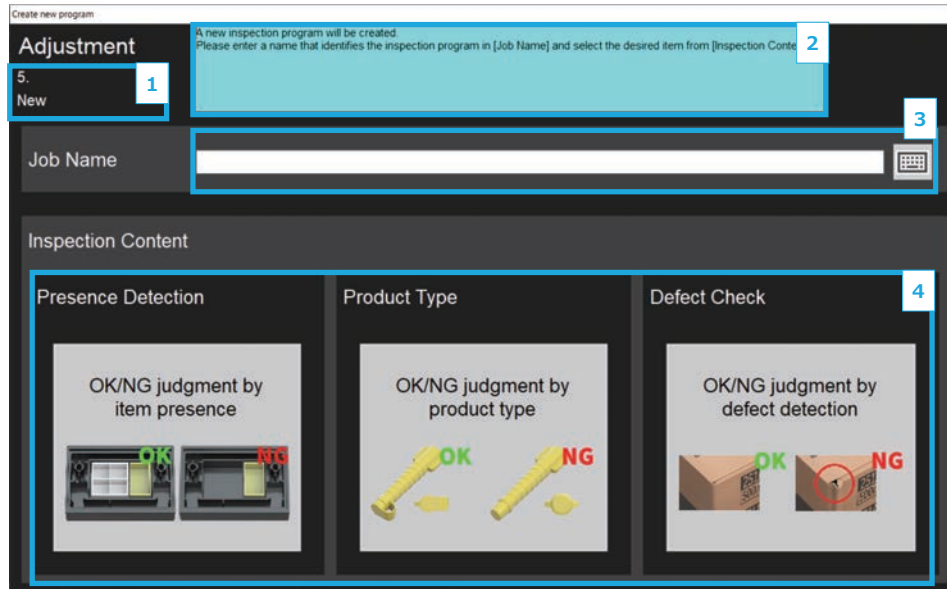 Create new program
Adjustment
5.
New
1
A new inspection program will be created.
Please enter a name that identifies the inspection program in [Job Name] and select the desired item from [Inspection Conte
2
3
Job Name
Inspection Content
4
Presence Detection
OK/NG judgment by
item presence
OK NG
Product Type
OK/NG judgment by
product type
OK NG
Defect Check
OK/NG judgment by
defect detection
OK NG